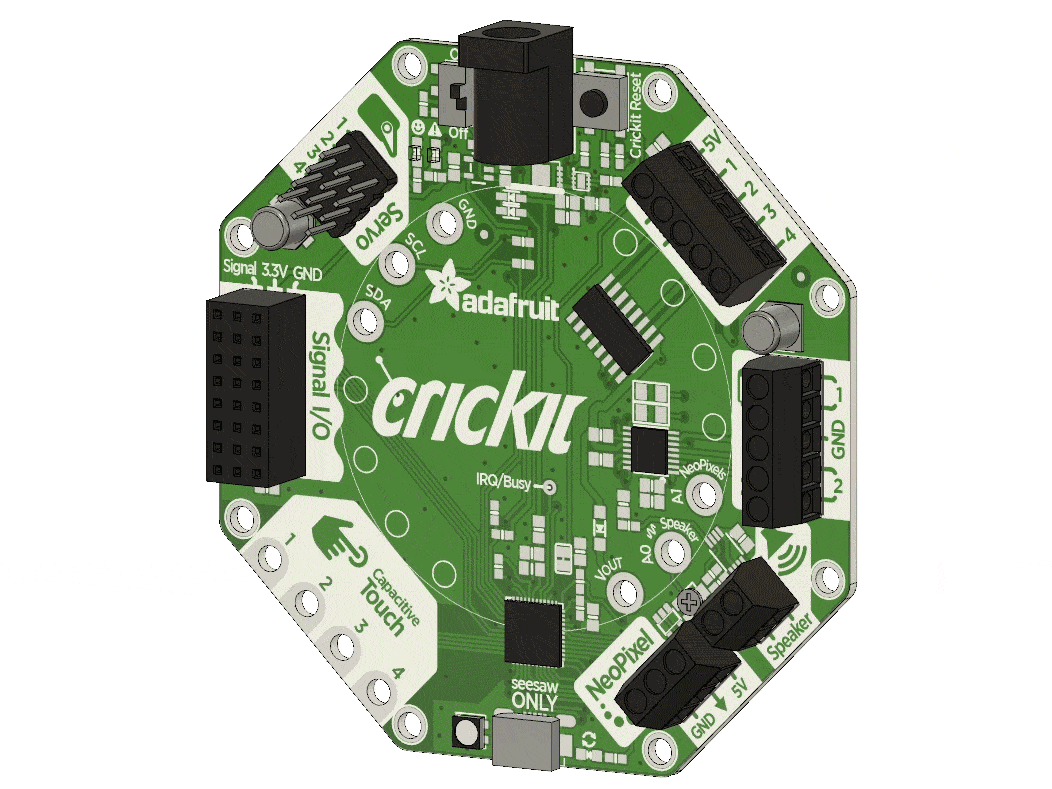 Off
Crickit Reset
1
2
3
4
Servo
5V
1
2
3
4
GND
SCL
SDA
Signal 3.3V GND
adafruit
Signal I/O
crickit
1
GND
2
IRQ/Busy
NeoPixels
A1
Speaker
A0
VOUT
1
2
3
4
Capacitive
Touch
NeoPixel
Speaker
5V
GND
seesaw
ONLY